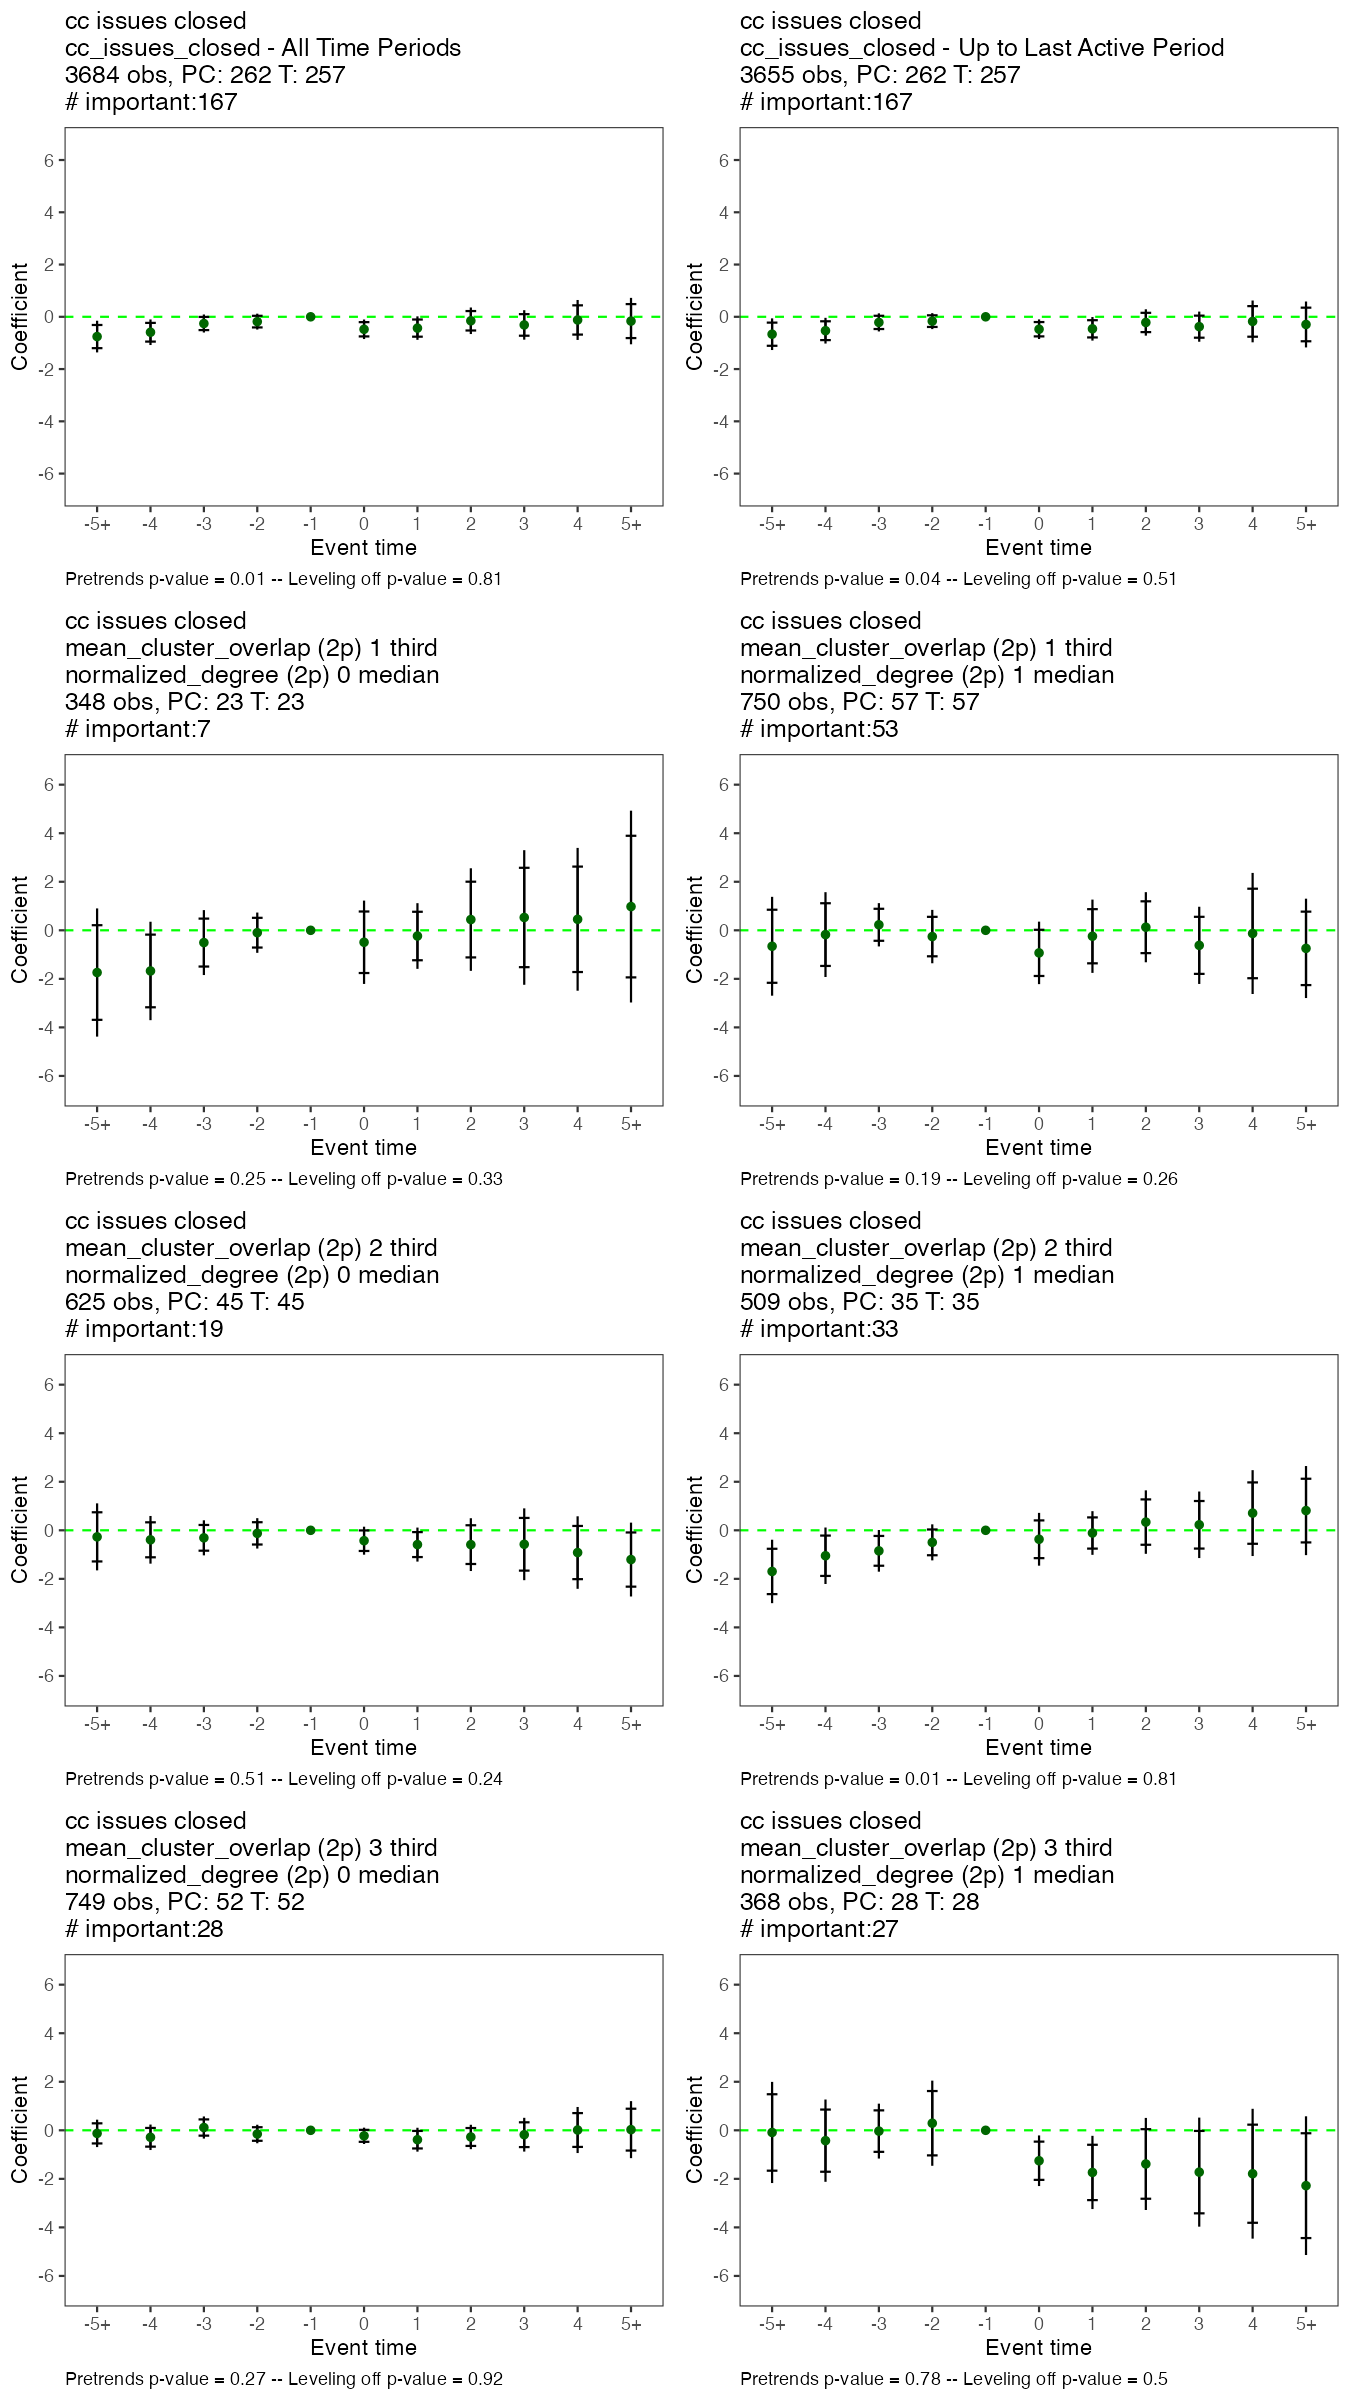 cc issues closed
cc_issues_closed - All Time Periods
3684 obs, PC: 262 T: 257
# important:167
6
4
2
0
-2
-4
-6
Coefficient
-5+ -4 -3 -2 -1 0 1 2 3 4 5+
Event time
Pretrends p-value = 0.01 -- Leveling off p-value = 0.81
cc issues closed
cc_issues_closed - Up to Last Active Period
3655 obs, PC: 262 T: 257
# important:167
6
4
2
0
-2
-4
-6
Coefficient
-5+ -4 -3 -2 -1 0 1 2 3 4 5+
Event time
Pretrends p-value = 0.04 -- Leveling off p-value = 0.51
cc issues closed
mean_cluster_overlap (2p) 1 third
normalized_degree (2p) 0 median
348 obs, PC: 23 T: 23
# important:7
6
4
2
0
-2
-4
-6
Coefficient
-5+ -4 -3 -2 -1 0 1 2 3 4 5+
Event time
Pretrends p-value = 0.25 -- Leveling off p-value = 0.33
cc issues closed
mean_cluster_overlap (2p) 1 third
normalized_degree (2p) 1 median
750 obs, PC: 57 T: 57
# important:53
6
4
2
0
-2
-4
-6
Coefficient
-5+ -4 -3 -2 -1 0 1 2 3 4 5+
Event time
Pretrends p-value = 0.19 -- Leveling off p-value = 0.26
cc issues closed
mean_cluster_overlap (2p) 2 third
normalized_degree (2p) 0 median
625 obs, PC: 45 T: 45
# important:19
6
4
2
0
-2
-4
-6
Coefficient
-5+ -4 -3 -2 -1 0 1 2 3 4 5+
Event time
Pretrends p-value = 0.51 -- Leveling off p-value = 0.24
cc issues closed
mean_cluster_overlap (2p) 2 third
normalized_degree (2p) 1 median
509 obs, PC: 35 T: 35
# important:33
6
4
2
0
-2
-4
-6
Coefficient
-5+ -4 -3 -2 -1 0 1 2 3 4 5+
Event time
Pretrends p-value = 0.01 -- Leveling off p-value = 0.81
cc issues closed
mean_cluster_overlap (2p) 3 third
normalized_degree (2p) 0 median
749 obs, PC: 52 T: 52
# important:28
6
4
2
0
-2
-4
-6
Coefficient
-5+ -4 -3 -2 -1 0 1 2 3 4 5+
Event time
Pretrends p-value = 0.27 -- Leveling off p-value = 0.92
cc issues closed
mean_cluster_overlap (2p) 3 third
normalized_degree (2p) 1 median
368 obs, PC: 28 T: 28
# important:27
6
4
2
0
-2
-4
-6
Coefficient
-5+ -4 -3 -2 -1 0 1 2 3 4 5+
Event time
Pretrends p-value = 0.78 -- Leveling off p-value = 0.5